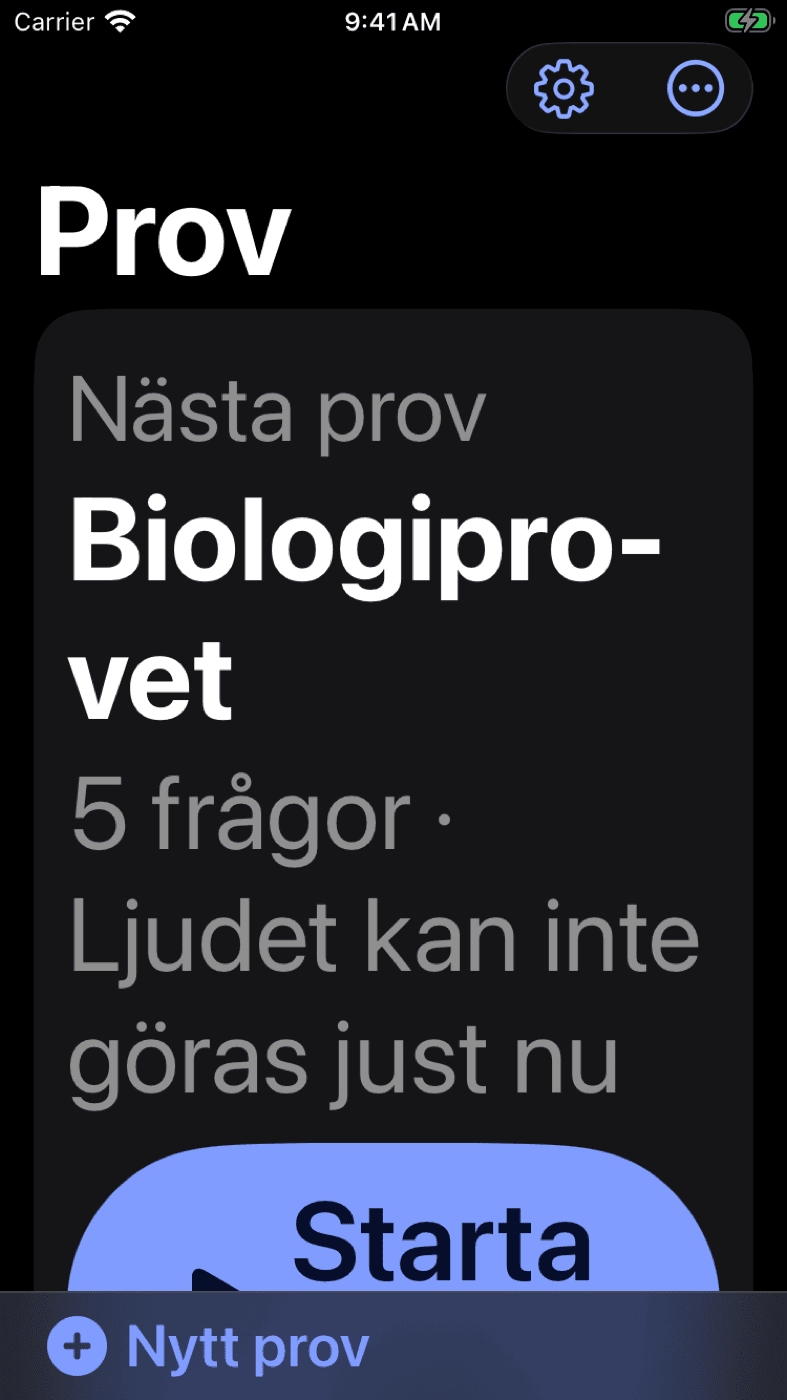 Carrier 9:41 AM
Prov
Nästa prov
Biologipro-
vet
5 frågor ·
Ljudet kan inte
göras just nu
Starta
Nytt prov